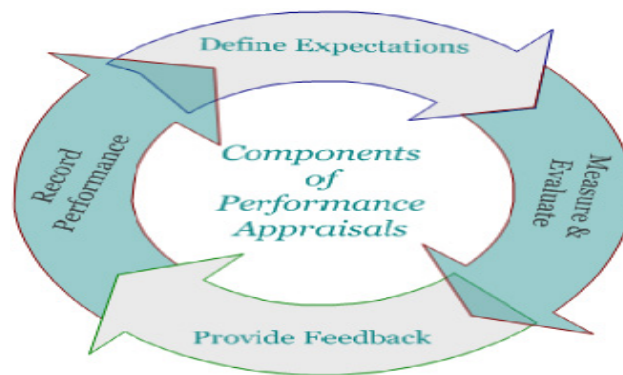 Define Expectations
Measure &
Evaluate
Provide Feedback
Record
Performance
Components
of
Performance
Appraisals